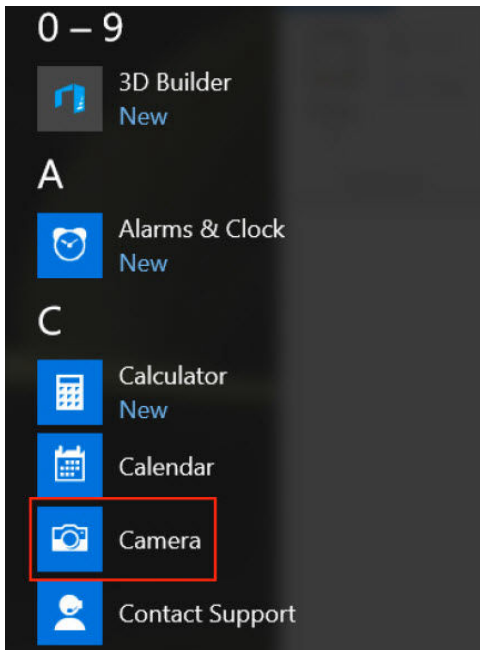 0 – 9
3D Builder
New
A
Alarms & Clock
New
C
Calculator
New
Calendar
Camera
Contact Support